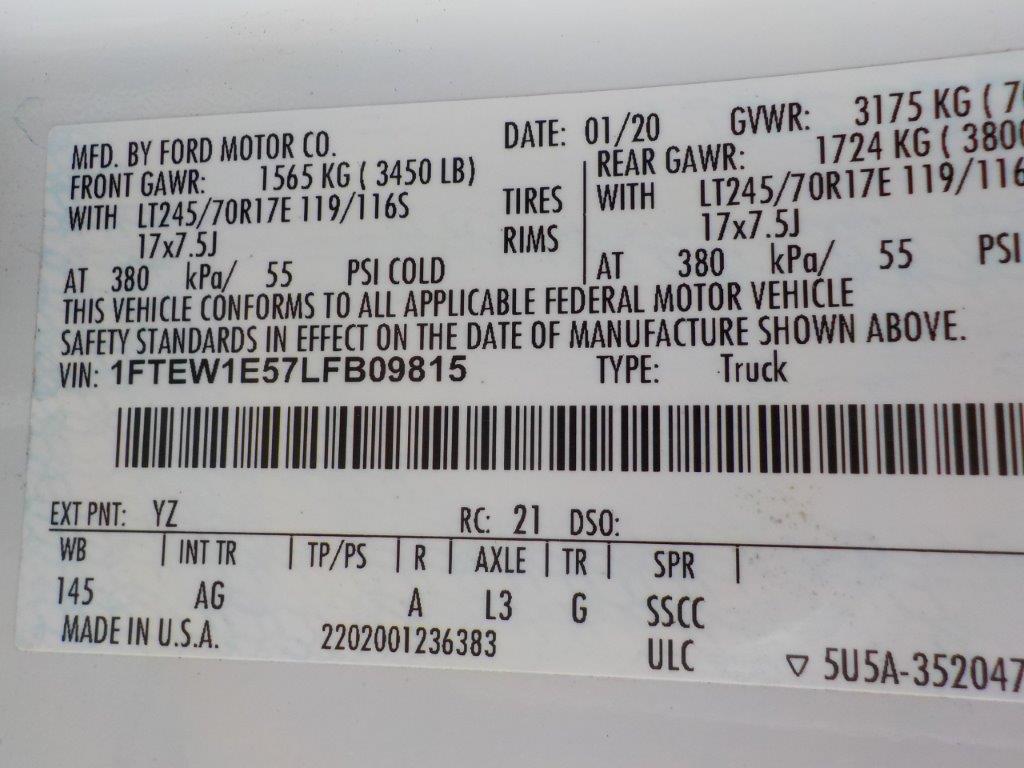 MFD. BY FORD MOTOR CO. DATE: 01/20 GVWR: 3175 KG ( 70
FRONT GAWR: 1565 KG ( 3450 LB) REAR GAWR: 1724 KG ( 3800
WITH LT245/70R17E 119/116S TIRES WITH LT245/70R17E 119/116
17x7.5J RIMS 17x7.5J
AT 380 kPa/ 55 PSI COLD AT 380 kPa/ 55 PSI
THIS VEHICLE CONFORMS TO ALL APPLICABLE FEDERAL MOTOR VEHICLE
SAFETY STANDARDS IN EFFECT ON THE DATE OF MANUFACTURE SHOWN ABOVE.
VIN: 1FTEW1E57LFB09815 TYPE: Truck
EXT PNT: YZ RC: 21 DSO:
WB INT TR TP/PS R AXLE TR SPR
145 AG A L3 G SSCC
MADE IN U.S.A. 2202001236383 ULC ▽ 5U5A-352047